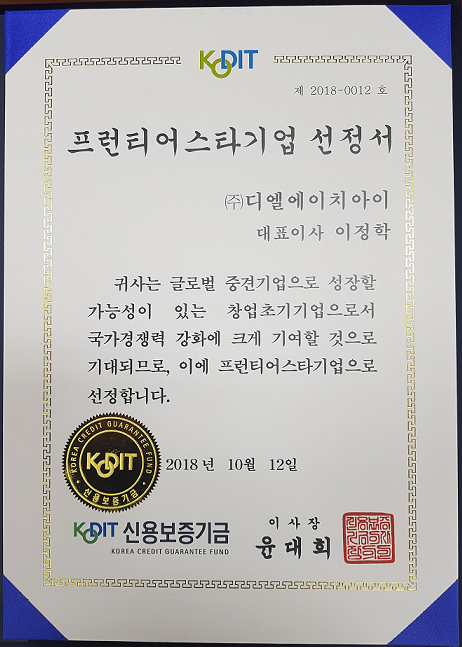 KODIT
제 2018-0012 호
프런티어스타기업 선정서
㈜디엘에이치아이
대표이사 이정학
귀사는 글로벌 중견기업으로 성장할
가능성이 있는 창업초기기업으로서
국가경쟁력 강화에 크게 기여할 것으로
기대되므로, 이에 프런티어스타기업으로
선정합니다.
KOREA CREDIT GUARANTEE FUND
KODIT
신용보증기금
2018년 10월 12일
KODIT 신용보증기금
KOREA CREDIT GUARANTEE FUND
이사장
윤대희